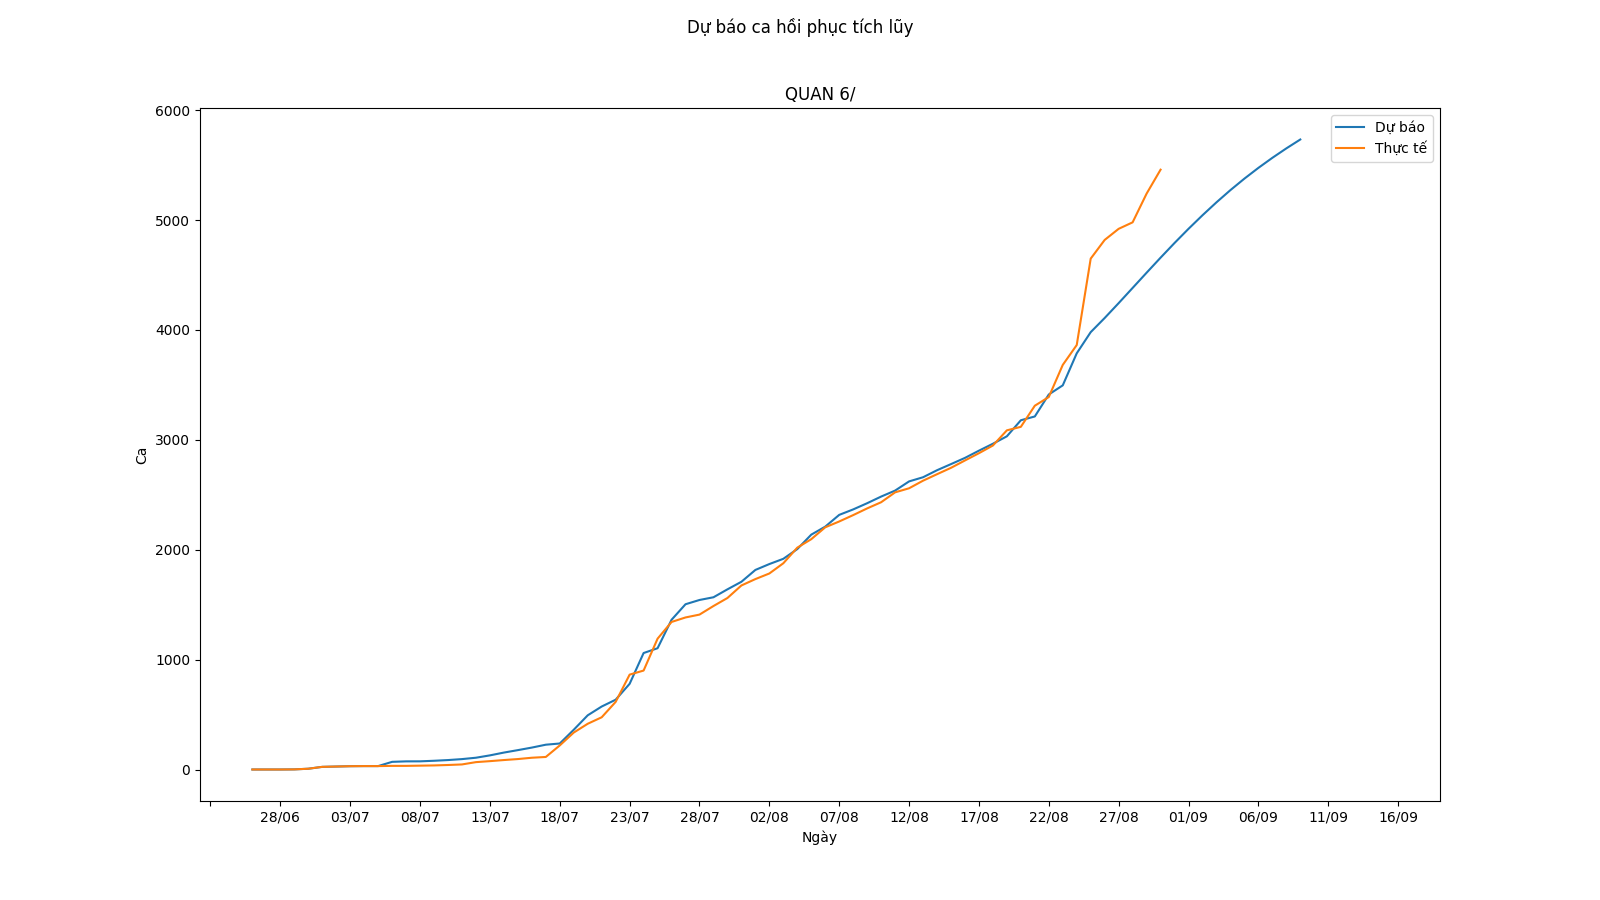 Dự báo ca hồi phục tích lũy
QUAN 6/
Dự báo
Thực tế
6000
5000
4000
3000
2000
1000
0
Ca
28/06 03/07 08/07 13/07 18/07 23/07 28/07 02/08 07/08 12/08 17/08 22/08 27/08 01/09 06/09 11/09 16/09
Ngày